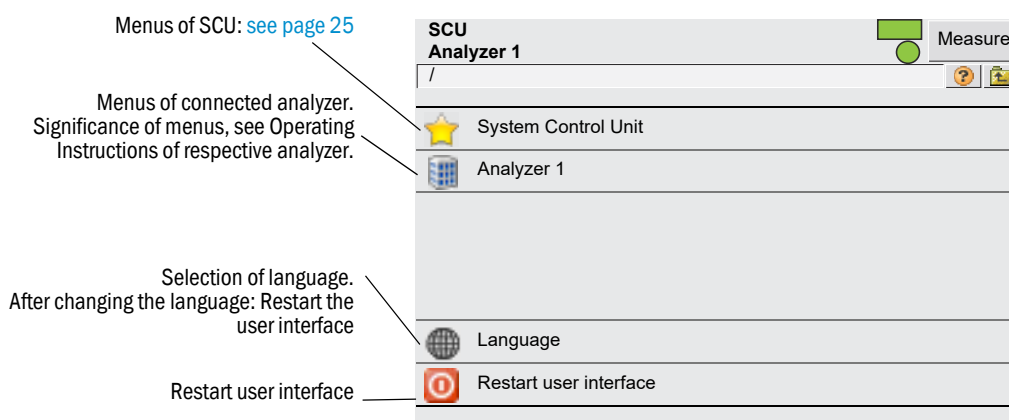 Menus of SCU: see page 25
Menus of connected analyzer.
Significance of menus, see Operating
Instructions of respective analyzer.
Selection of language.
After changing the language: Restart the
user interface
Restart user interface
SCU
Analyzer 1
Measure
/
?
System Control Unit
Analyzer 1
Language
Restart user interface